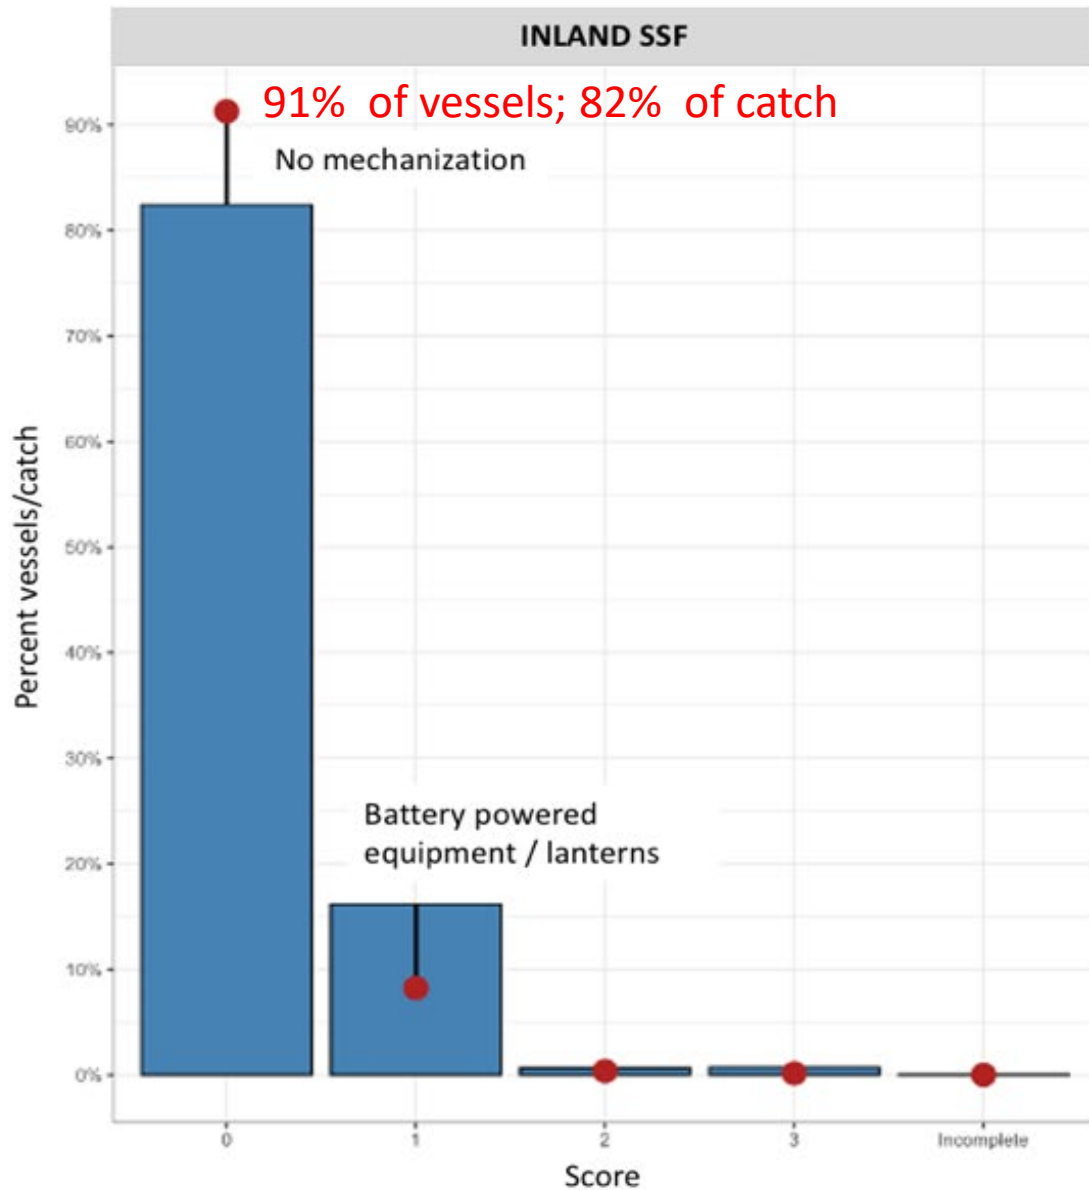 INLAND SSF
91% of vessels; 82% of catch
No mechanization
Battery powered
equipment / lanterns
Percent vessels/catch
90%
80%
70%
60%
50%
40%
30%
20%
10%
0%
0
1
2
3
Incomplete
Score